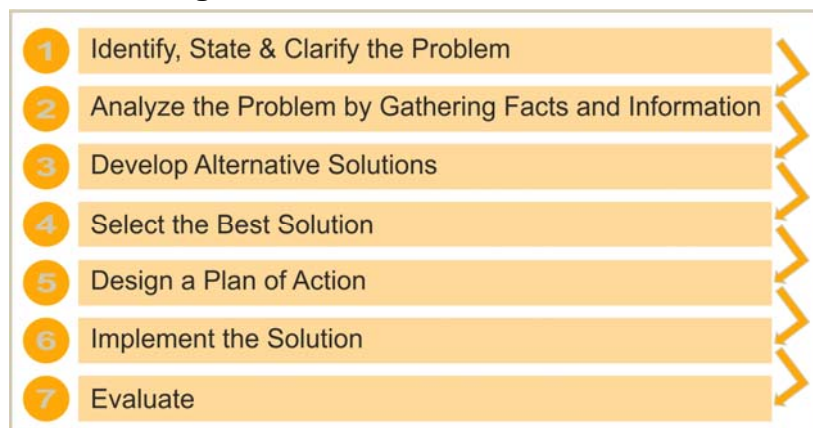 1 Identify, State & Clarify the Problem
2 Analyze the Problem by Gathering Facts and Information
3 Develop Alternative Solutions
4 Select the Best Solution
5 Design a Plan of Action
6 Implement the Solution
7 Evaluate